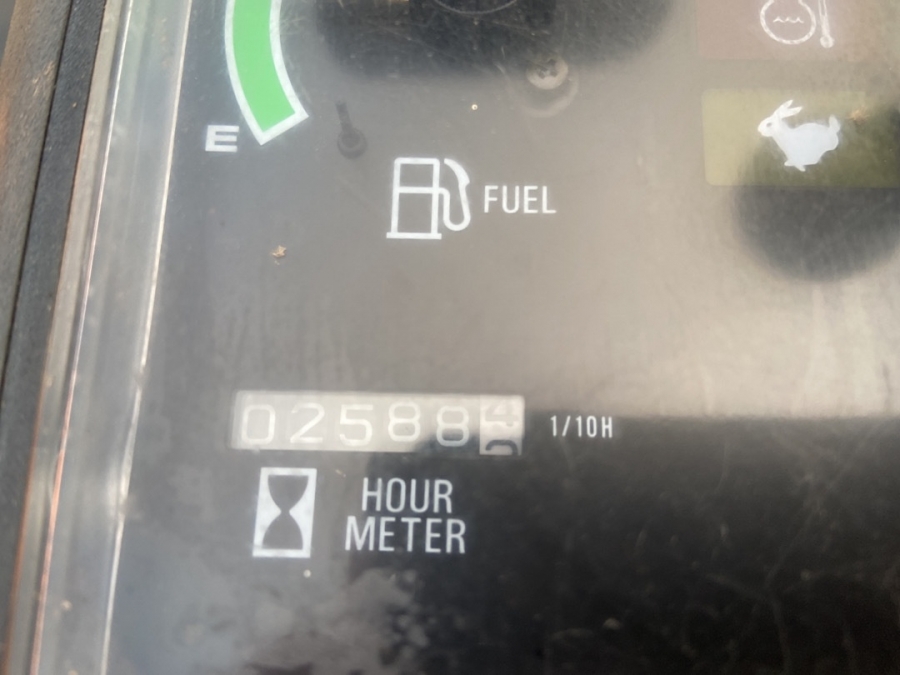 E
FUEL
02588
1/10H
HOUR
METER